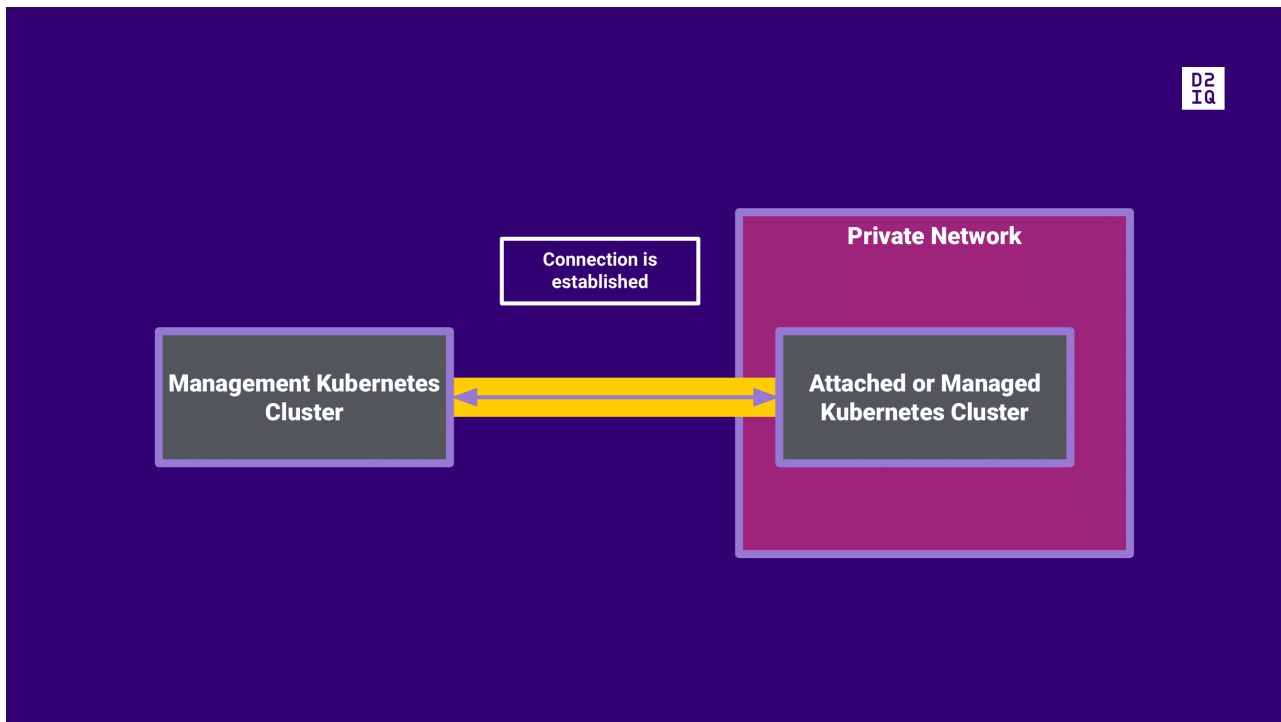 D2
IQ
Private Network
Connection is
established
Management Kubernetes
Cluster
Attached or Managed
Kubernetes Cluster